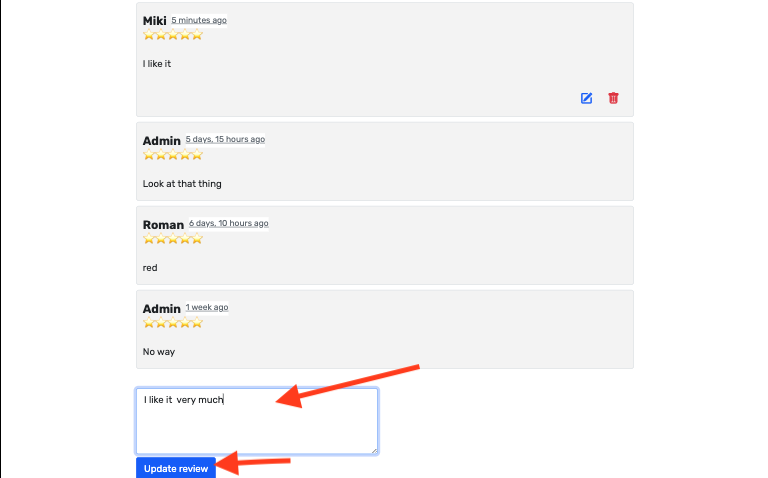 Miki 5 minutes ago
I like it
Admin 5 days, 15 hours ago
Look at that thing
Roman 6 days, 10 hours ago
red
Admin 1 week ago
No way
I like it  very much
Update review